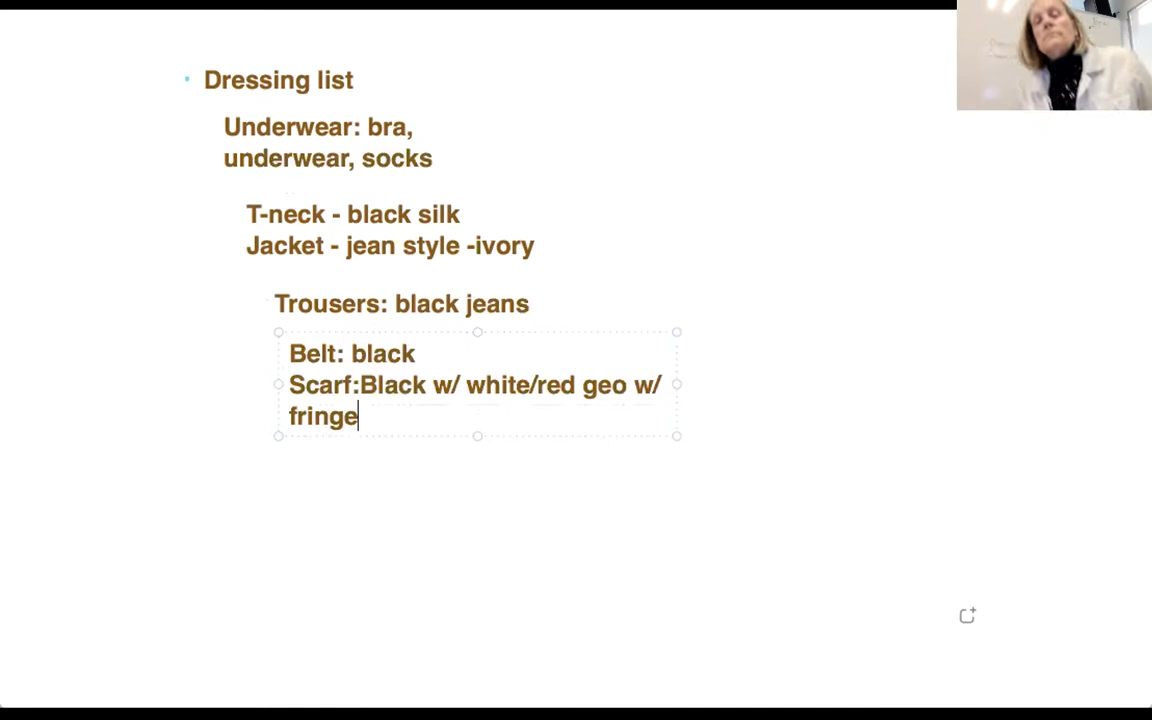 Dressing list
Underwear: bra,
underwear, socks
T-neck - black silk
Jacket - jean style -ivory
Trousers: black jeans
Belt: black
Scarf:Black w/ white/red geo w/
fringe